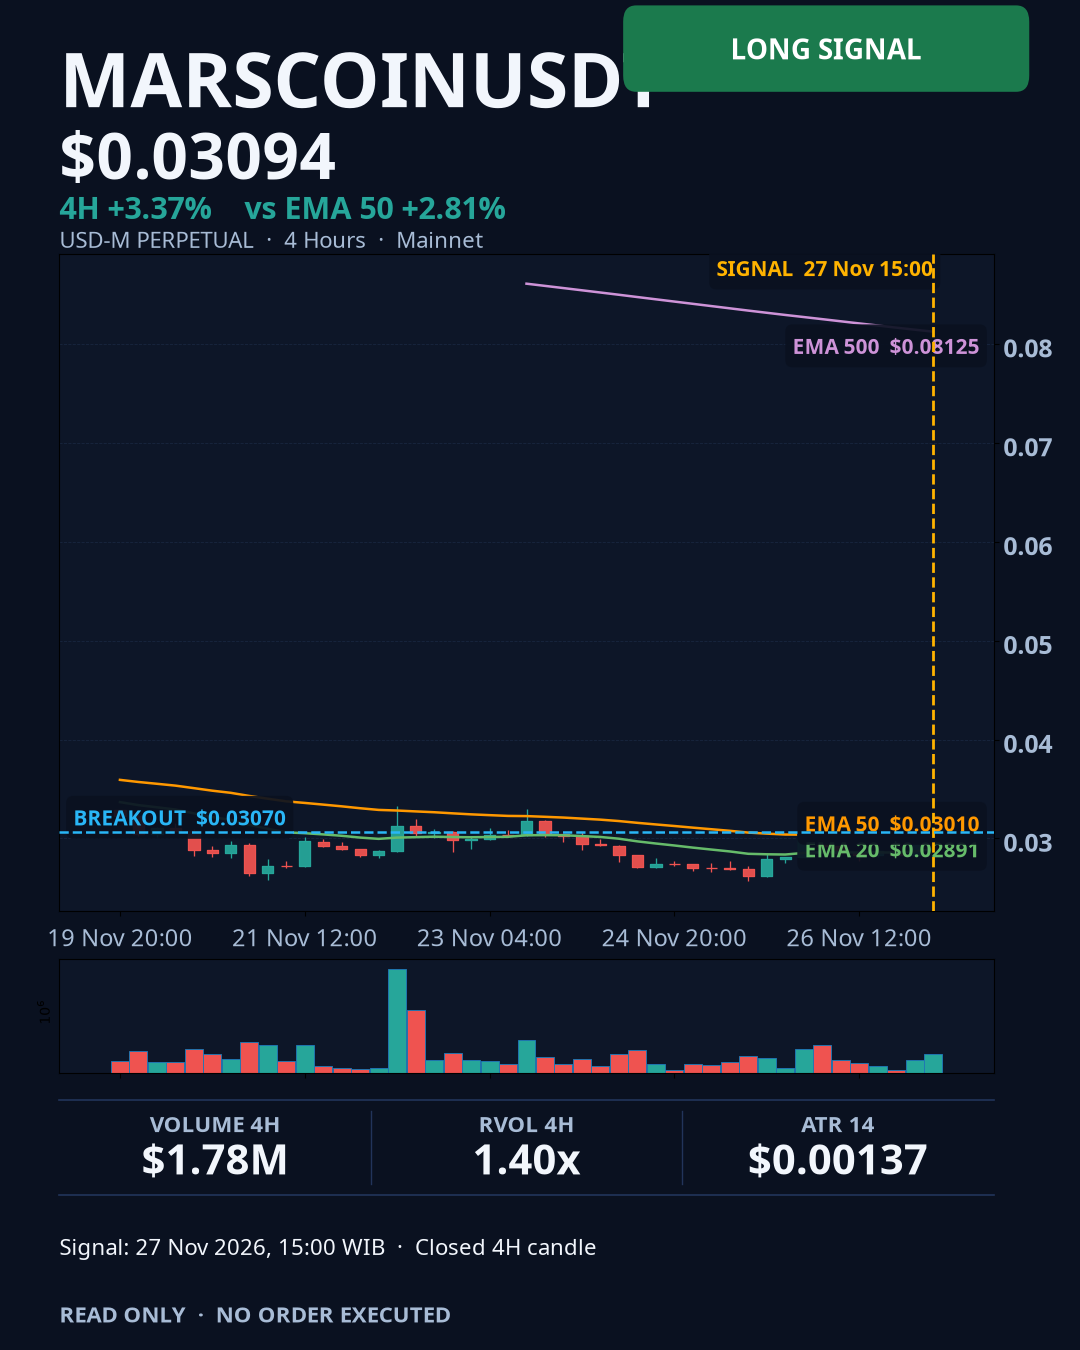 LONG SIGNAL
MARSCOINUSDT
$0.03094
4H +3.37% vs EMA 50 +2.81%
USD-M PERPETUAL · 4 Hours · Mainnet
SIGNAL 27 Nov 15:00
EMA 500 $0.08125
0.08
0.07
0.06
0.05
0.04
BREAKOUT $0.03070
EMA 50 $0.03010
0.03
EMA 20 $0.02891
19 Nov 20:00 21 Nov 12:00 23 Nov 04:00 24 Nov 20:00 26 Nov 12:00
10⁶
VOLUME 4H RVOL 4H ATR 14
$1.78M 1.40x $0.00137
Signal: 27 Nov 2026, 15:00 WIB · Closed 4H candle
READ ONLY · NO ORDER EXECUTED